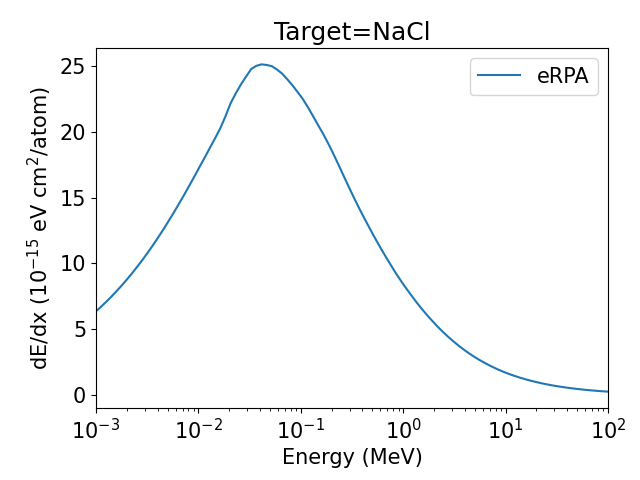 Target=NaCl
eRPA
dE/dx (10⁻¹⁵ eV cm²/atom)
25
20
15
10
5
0
10⁻³ 10⁻² 10⁻¹ 10⁰ 10¹ 10²
Energy (MeV)